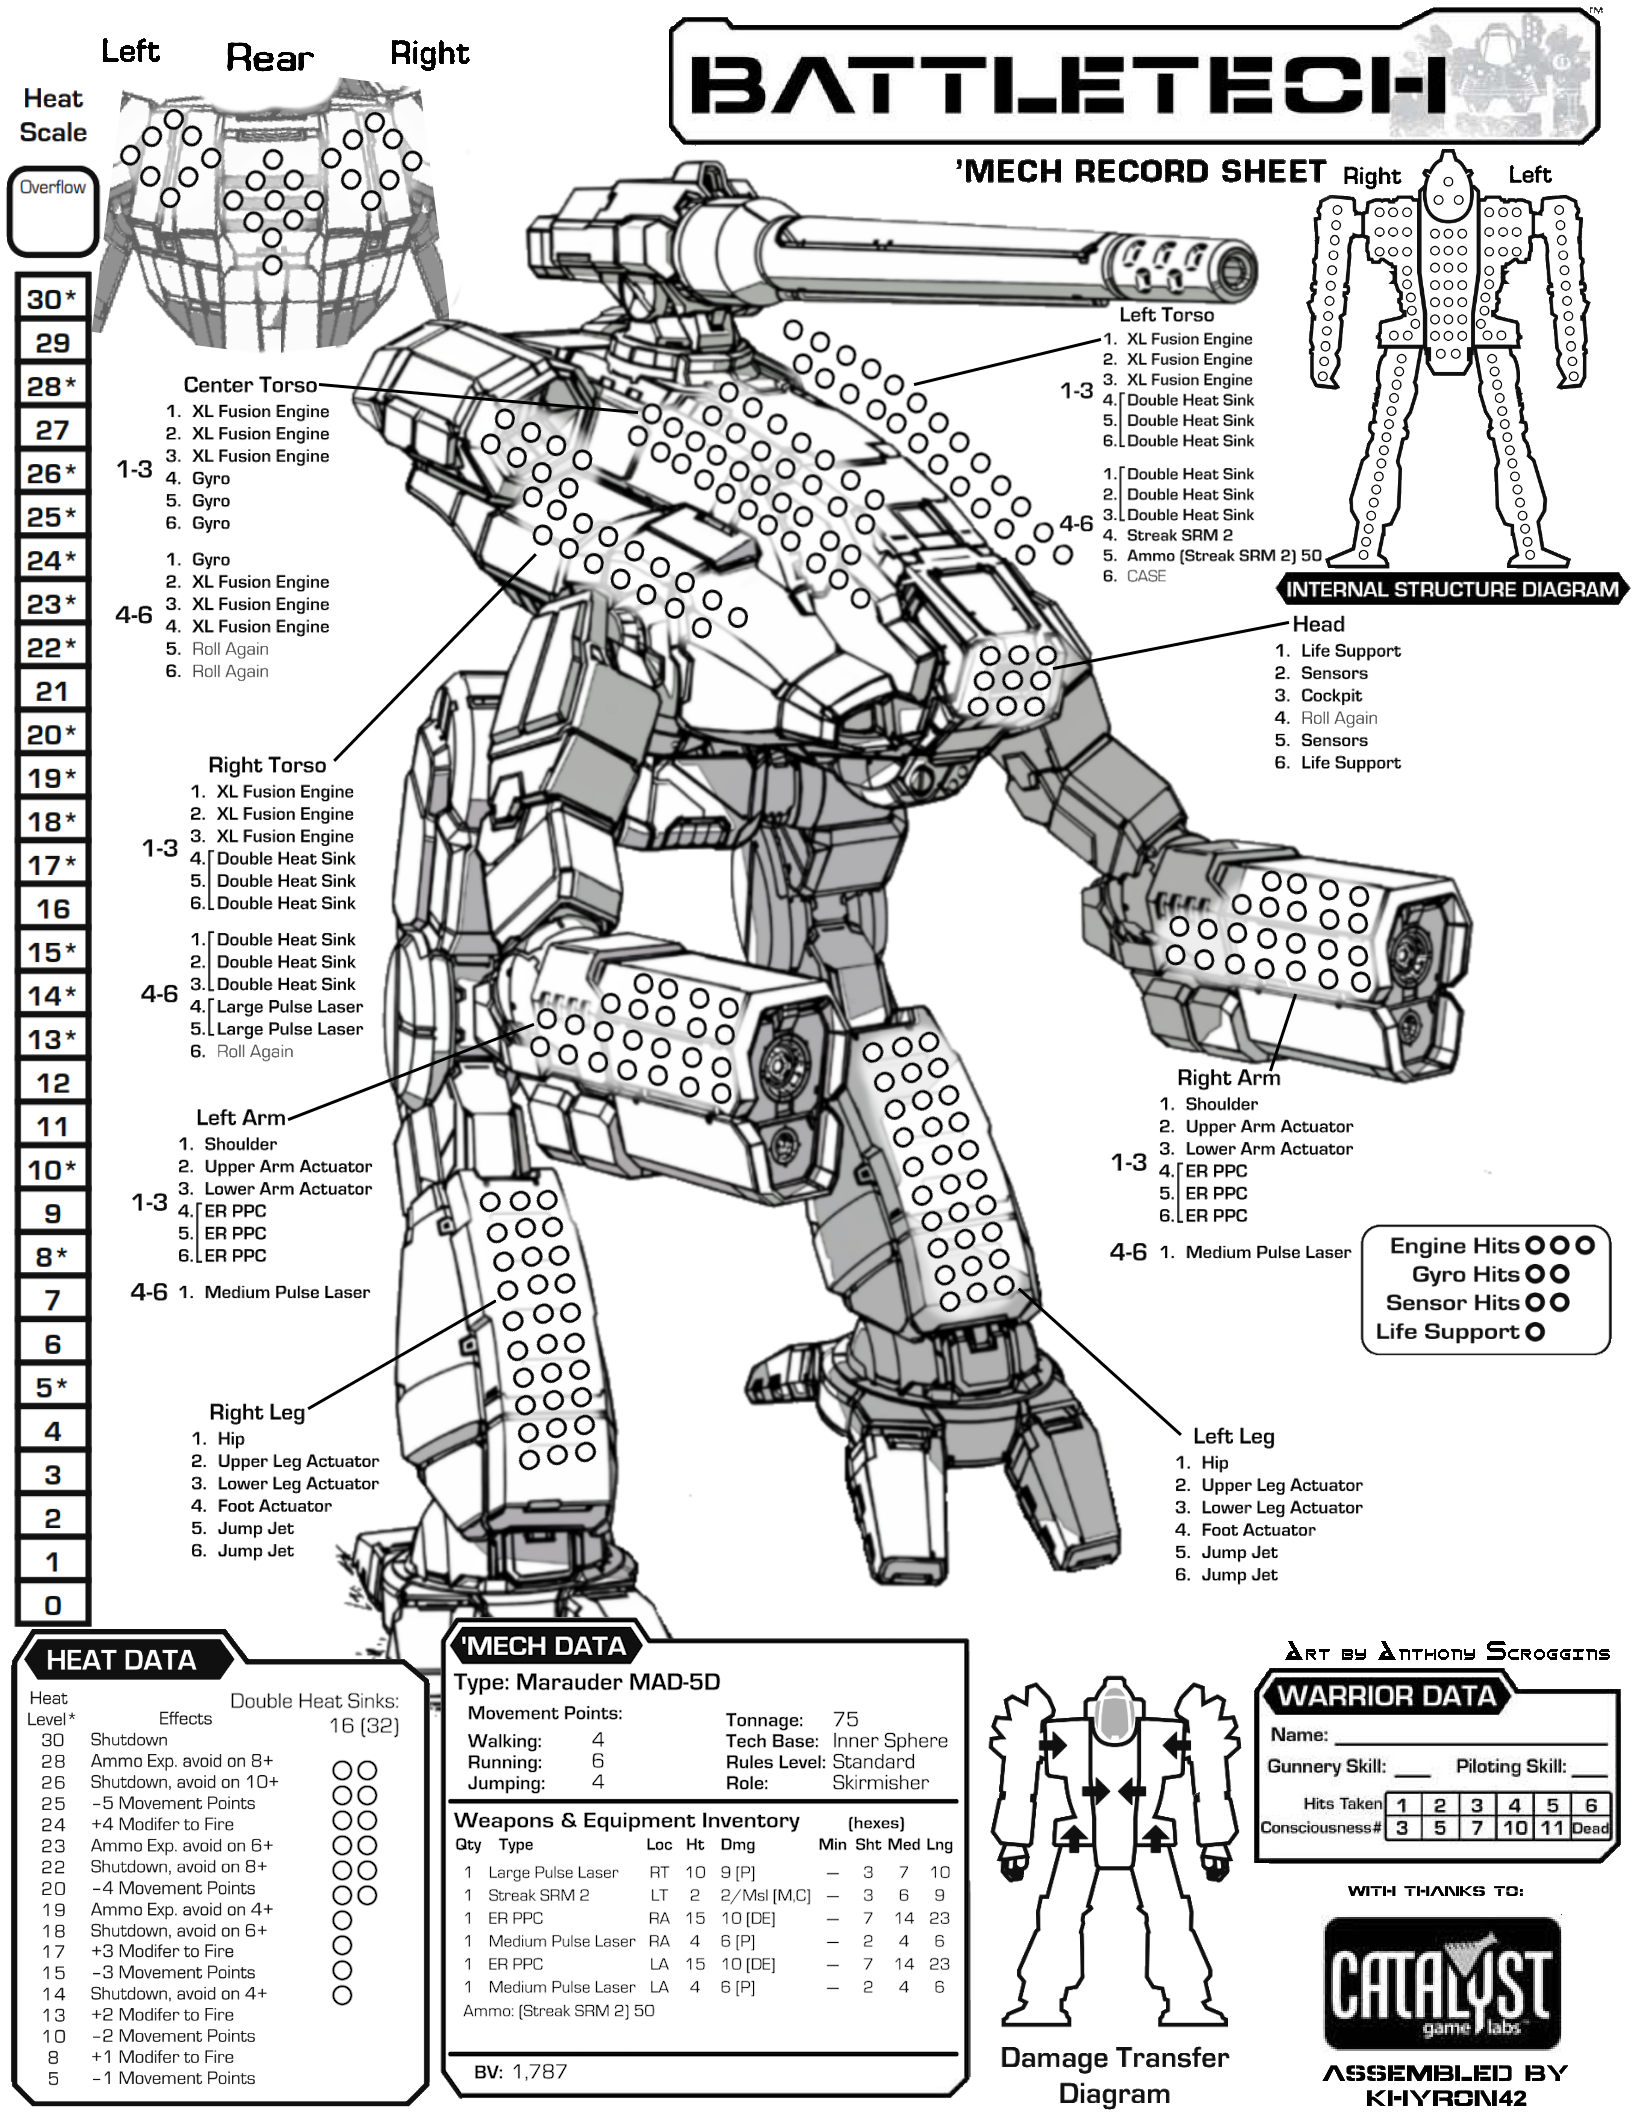 BATTLETECH
TM
'MECH RECORD SHEET
Left Rear Right
Heat
Scale
Overflow
30*
29
28*
27
26*
25*
24*
23*
22*
21
20*
19*
18*
17*
16
15*
14*
13*
12
11
10*
9
8*
7
6
5*
4
3
2
1
0
Right Left
INTERNAL STRUCTURE DIAGRAM
Center Torso
1-3
1. XL Fusion Engine
2. XL Fusion Engine
3. XL Fusion Engine
4. Gyro
5. Gyro
6. Gyro
4-6
1. Gyro
2. XL Fusion Engine
3. XL Fusion Engine
4. XL Fusion Engine
5. Roll Again
6. Roll Again
Left Torso
1-3
1. XL Fusion Engine
2. XL Fusion Engine
3. XL Fusion Engine
4. Double Heat Sink
5. Double Heat Sink
6. Double Heat Sink
4-6
1. Double Heat Sink
2. Double Heat Sink
3. Double Heat Sink
4. Streak SRM 2
5. Ammo (Streak SRM 2) 50
6. CASE
Head
1. Life Support
2. Sensors
3. Cockpit
4. Roll Again
5. Sensors
6. Life Support
Right Torso
1-3
1. XL Fusion Engine
2. XL Fusion Engine
3. XL Fusion Engine
4. Double Heat Sink
5. Double Heat Sink
6. Double Heat Sink
4-6
1. Double Heat Sink
2. Double Heat Sink
3. Double Heat Sink
4. Large Pulse Laser
5. Large Pulse Laser
6. Roll Again
Left Arm
1-3
1. Shoulder
2. Upper Arm Actuator
3. Lower Arm Actuator
4. ER PPC
5. ER PPC
6. ER PPC
4-6 1. Medium Pulse Laser
Right Arm
1-3
1. Shoulder
2. Upper Arm Actuator
3. Lower Arm Actuator
4. ER PPC
5. ER PPC
6. ER PPC
4-6 1. Medium Pulse Laser
Engine Hits
Gyro Hits
Sensor Hits
Life Support
Right Leg
1. Hip
2. Upper Leg Actuator
3. Lower Leg Actuator
4. Foot Actuator
5. Jump Jet
6. Jump Jet
Left Leg
1. Hip
2. Upper Leg Actuator
3. Lower Leg Actuator
4. Foot Actuator
5. Jump Jet
6. Jump Jet
HEAT DATA
Heat
Level* Effects
Double Heat Sinks:
16 (32)
30 Shutdown
28 Ammo Exp. avoid on 8+
26 Shutdown, avoid on 10+
25 -5 Movement Points
24 +4 Modifer to Fire
23 Ammo Exp. avoid on 6+
22 Shutdown, avoid on 8+
20 -4 Movement Points
19 Ammo Exp. avoid on 4+
18 Shutdown, avoid on 6+
17 +3 Modifer to Fire
15 -3 Movement Points
14 Shutdown, avoid on 4+
13 +2 Modifer to Fire
10 -2 Movement Points
8 +1 Modifer to Fire
5 -1 Movement Points
'MECH DATA
Type: Marauder MAD-5D
Movement Points:
Walking: 4
Running: 6
Jumping: 4
Tonnage: 75
Tech Base: Inner Sphere
Rules Level: Standard
Role: Skirmisher
Weapons & Equipment Inventory (hexes)
Qty Type Loc Ht Dmg Min Sht Med Lng
1 Large Pulse Laser RT 10 9 [P] — 3 7 10
1 Streak SRM 2 LT 2 2/Msl [M,C] — 3 6 9
1 ER PPC RA 15 10 [DE] — 7 14 23
1 Medium Pulse Laser RA 4 6 [P] — 2 4 6
1 ER PPC LA 15 10 [DE] — 7 14 23
1 Medium Pulse Laser LA 4 6 [P] — 2 4 6
Ammo: (Streak SRM 2) 50
BV: 1,787
Damage Transfer
Diagram
Art by Anthony Scroggins
WARRIOR DATA
Name:
Gunnery Skill: Piloting Skill:
Hits Taken 1 2 3 4 5 6
Consciousness# 3 5 7 10 11 Dead
WITH THANKS TO:
CATALYST
game labs
ASSEMBLED BY
KHYRON42